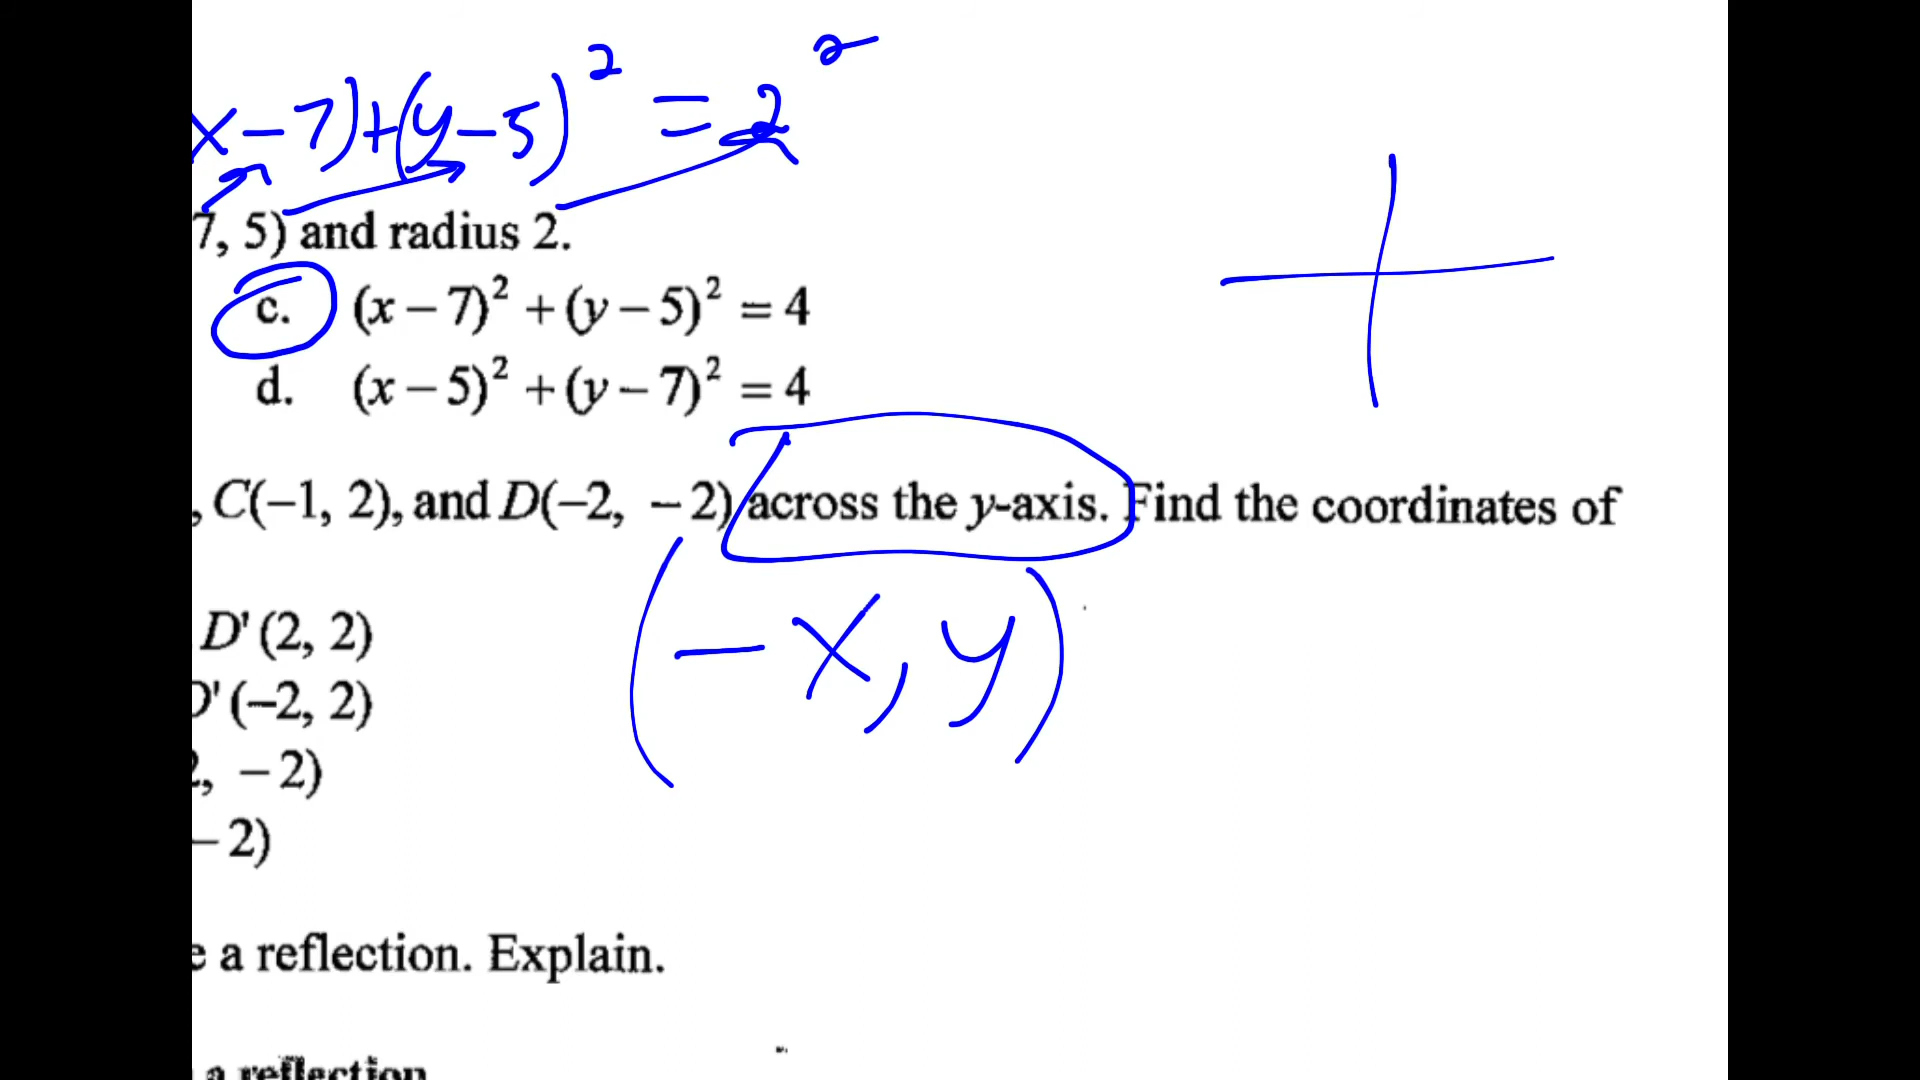 x-7)+(y-5)² = 2²
7, 5) and radius 2.
c. (x – 7)² + (y – 5)² = 4
d. (x – 5)² + (y – 7)² = 4
, C(–1, 2), and D(–2, – 2) across the y-axis. Find the coordinates of
(-x, y)
D' (2, 2)
D' (–2, 2)
2, – 2)
– 2)
e a reflection. Explain.
a reflection